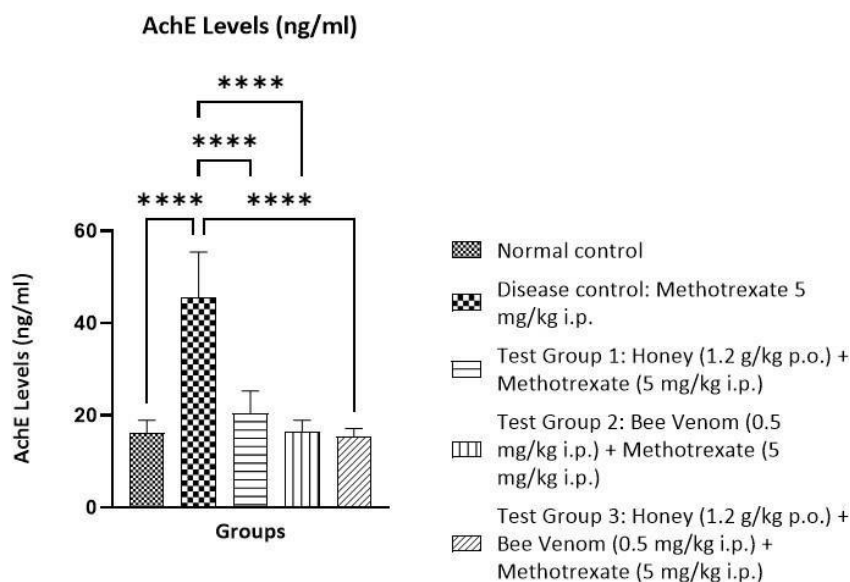 AchE Levels (ng/ml)
****
****
**** ****
60
40
20
0
AchE Levels (ng/ml)
Groups
Normal control
Disease control: Methotrexate 5
mg/kg i.p.
Test Group 1: Honey (1.2 g/kg p.o.) +
Methotrexate (5 mg/kg i.p.)
Test Group 2: Bee Venom (0.5
mg/kg i.p.) + Methotrexate (5
mg/kg i.p.)
Test Group 3: Honey (1.2 g/kg p.o.) +
Bee Venom (0.5 mg/kg i.p.) +
Methotrexate (5 mg/kg i.p.)